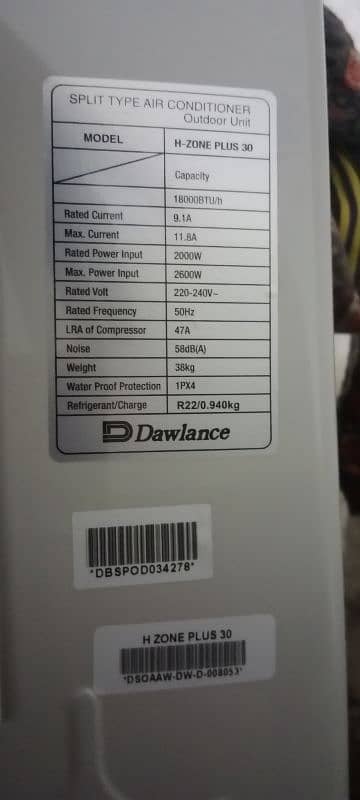 SPLIT TYPE AIR CONDITIONER
Outdoor Unit
MODEL H-ZONE PLUS 30
Capacity
18000BTU/h
Rated Current 9.1A
Max. Current 11.8A
Rated Power Input 2000W
Max. Power Input 2600W
Rated Volt 220-240V~
Rated Frequency 50Hz
LRA of Compressor 47A
Noise 58dB(A)
Weight 38kg
Water Proof Protection 1PX4
Refrigerant/Charge R22/0.940kg
Dawlance
*DBSPOD034278*
H ZONE PLUS 30
*DSOAAW-DW-D-008053*